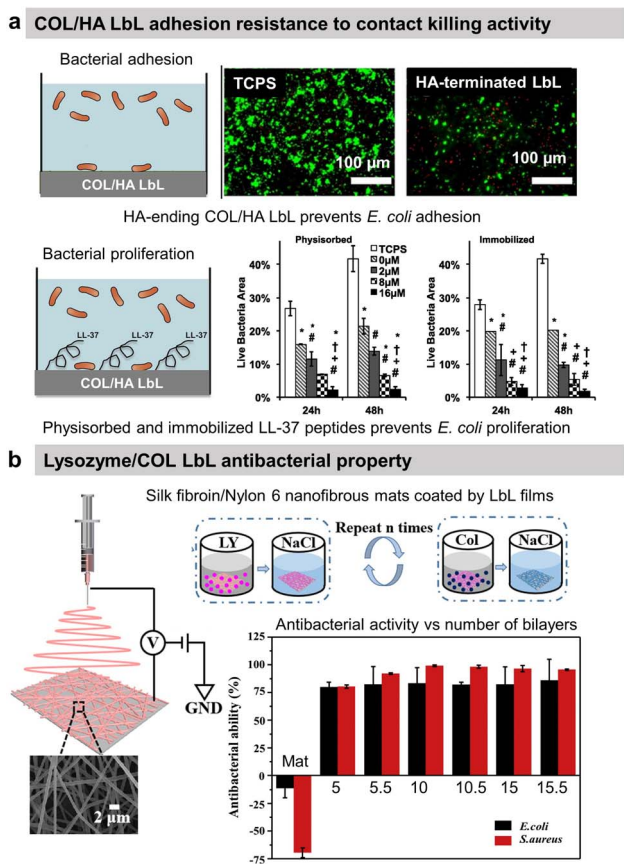 a COL/HA LbL adhesion resistance to contact killing activity
Bacterial adhesion
COL/HA LbL
TCPS
100 µm
HA-terminated LbL
100 µm
HA-ending COL/HA LbL prevents E. coli adhesion
Bacterial proliferation
LL-37 LL-37 LL-37
COL/HA LbL
Physisorbed
Live Bacteria Area
40%
30%
20%
10%
0%
TCPS
0µM
2µM
8µM
16µM
* * # * † + #
* # * # * † + #
24h 48h
Immobilized
Live Bacteria Area
40%
30%
20%
10%
0%
* * # + # † + #
* * # + # † + #
24h 48h
Physisorbed and immobilized LL-37 peptides prevents E. coli proliferation
b Lysozyme/COL LbL antibacterial property
Silk fibroin/Nylon 6 nanofibrous mats coated by LbL films
LY NaCl
Repeat n times
Col NaCl
V
GND
2 µm
Antibacterial activity vs number of bilayers
Antibacterial ability (%)
100
75
50
25
0
-25
-50
-75
Mat
5 5.5 10 10.5 15 15.5
E.coli
S.aureus